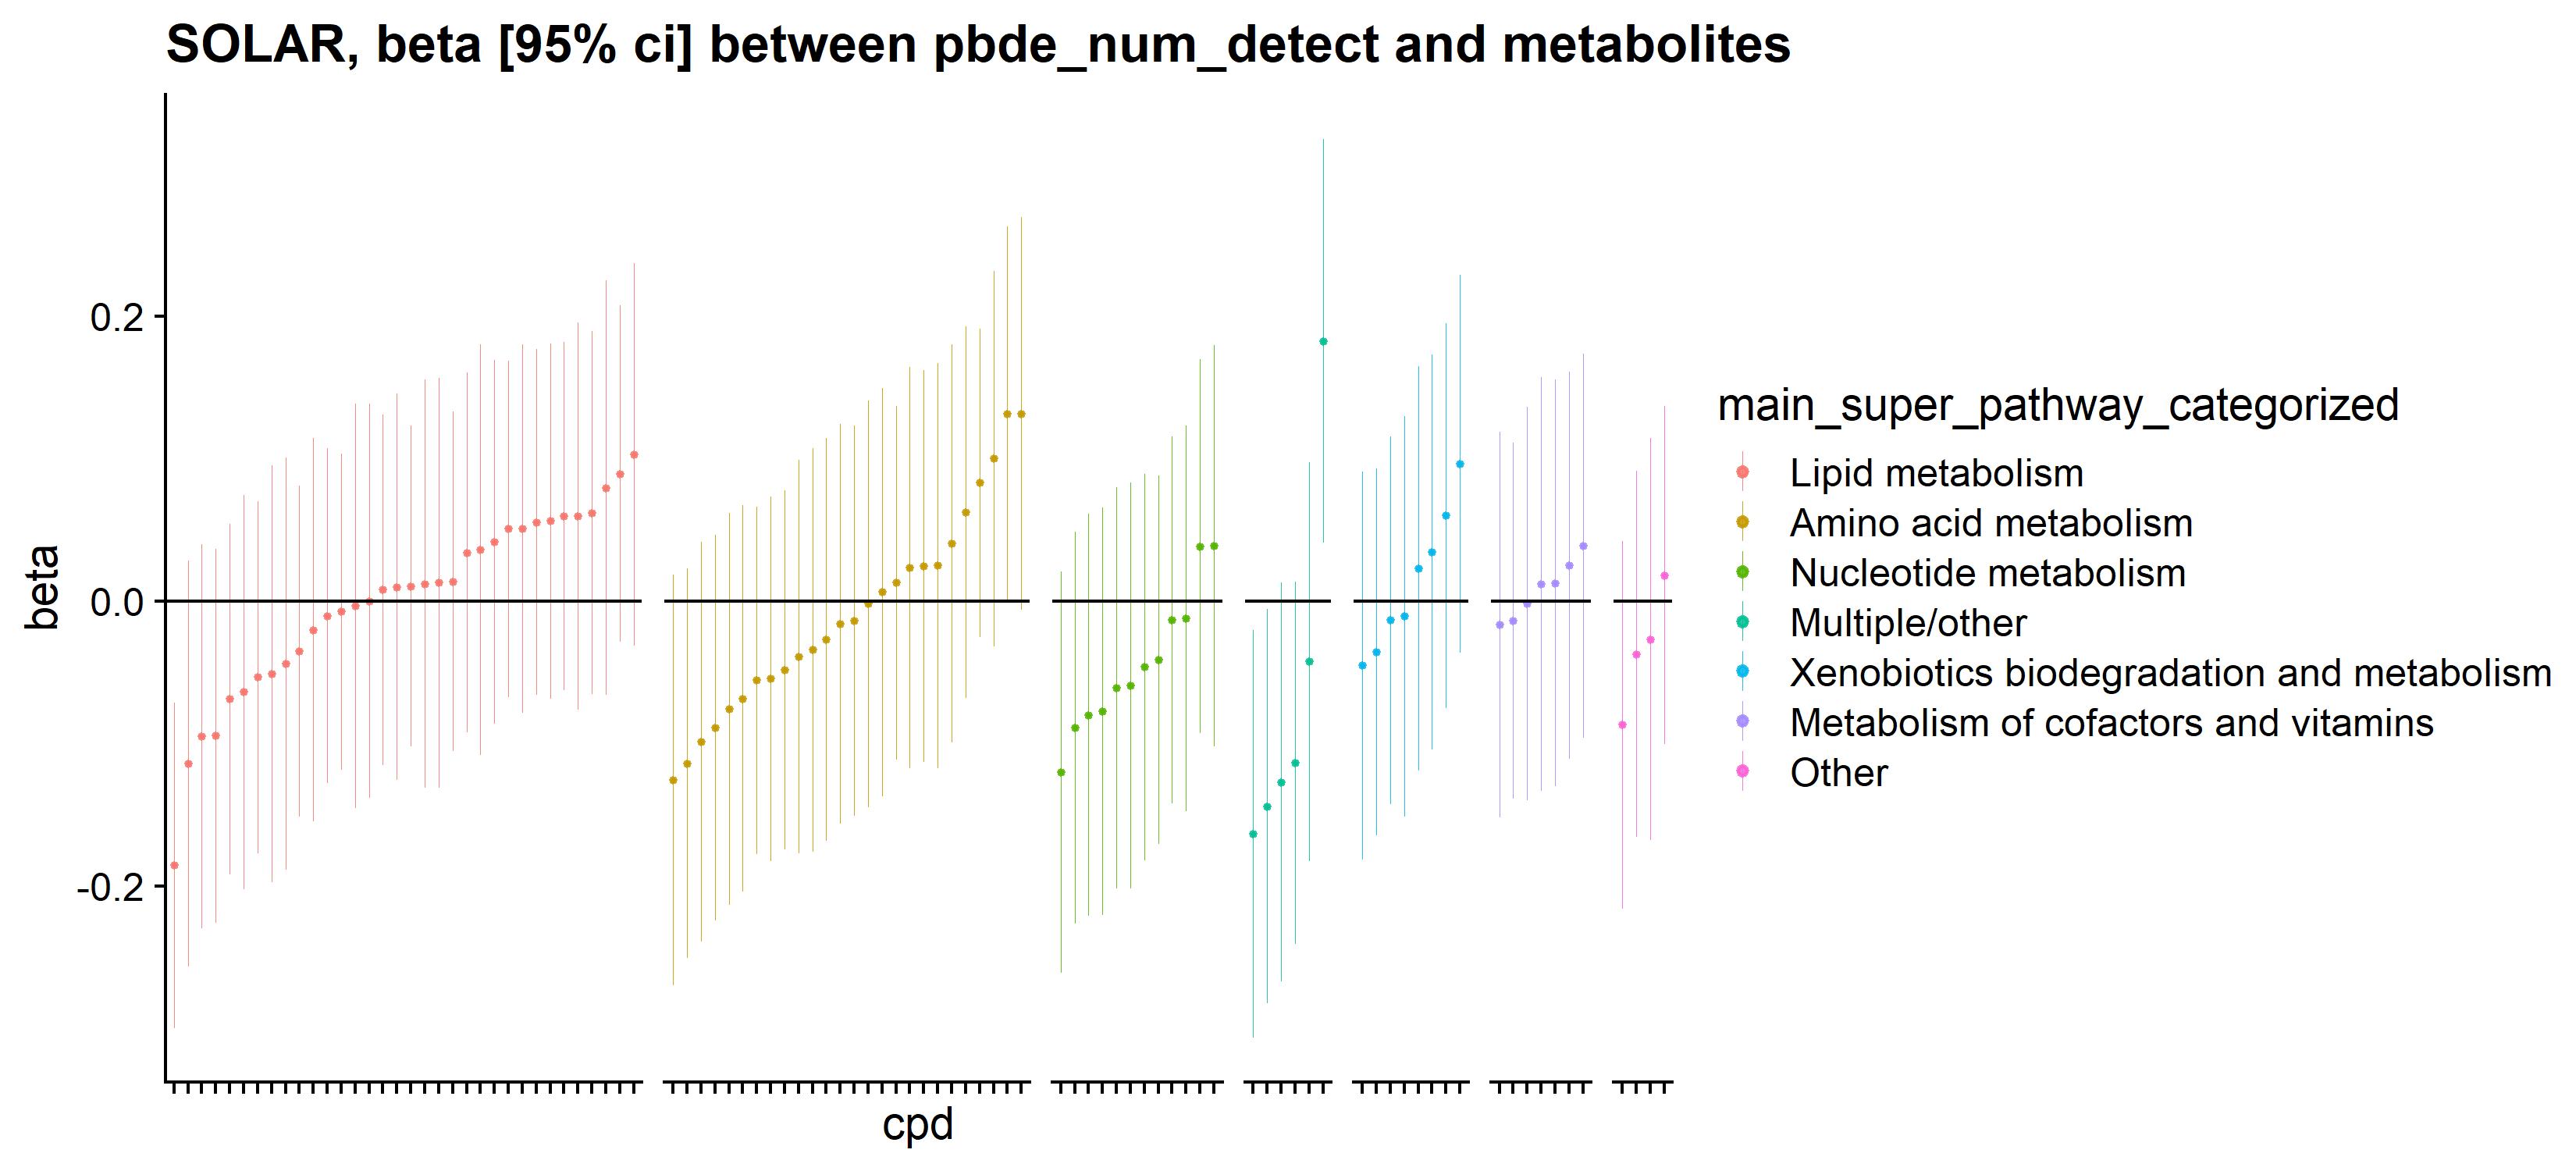 SOLAR, beta [95% ci] between pbde_num_detect and metabolites
beta
0.2
0.0
-0.2
cpd
main_super_pathway_categorized
Lipid metabolism
Amino acid metabolism
Nucleotide metabolism
Multiple/other
Xenobiotics biodegradation and metabolism
Metabolism of cofactors and vitamins
Other